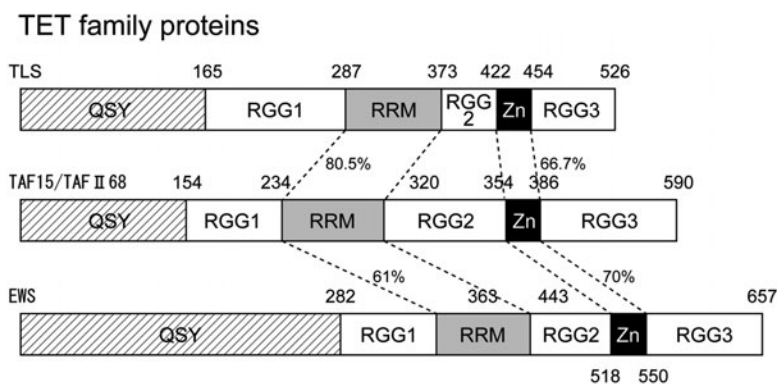 TET family proteins
TLS 165 287 373 422 454 526
QSY RGG1 RRM RGG2 Zn RGG3
80.5% 66.7%
TAF15/TAFⅡ68 154 234 320 354 386 590
QSY RGG1 RRM RGG2 Zn RGG3
61% 70%
EWS 282 363 443 657
QSY RGG1 RRM RGG2 Zn RGG3
518 550